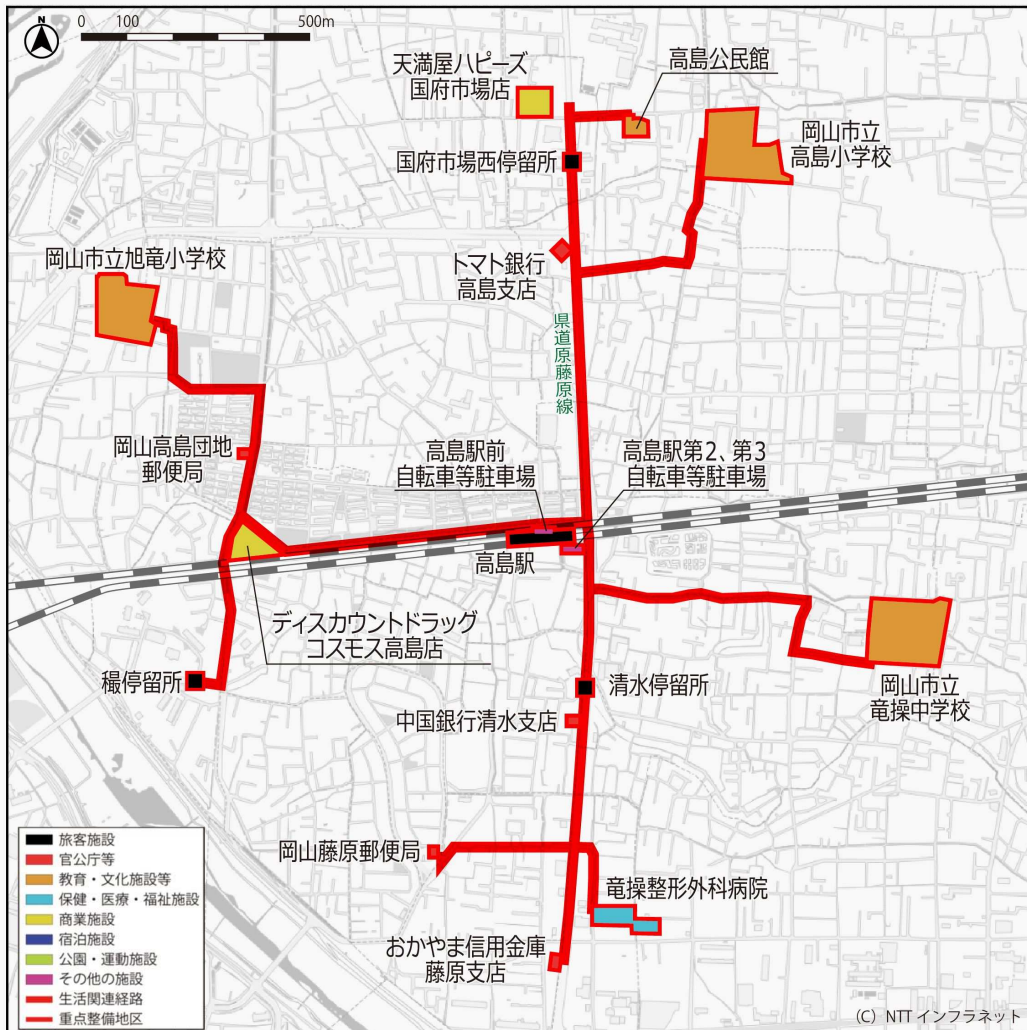 0 100 500m
天満屋ハピーズ
国府市場店
高島公民館
岡山市立
高島小学校
国府市場西停留所
岡山市立旭竜小学校
トマト銀行
高島支店
県道原藤原線
岡山高島団地
郵便局
高島駅前
自転車等駐車場
高島駅第2、第3
自転車等駐車場
高島駅
ディスカウントドラッグ
コスモス高島店
穝停留所
清水停留所
岡山市立
竜操中学校
中国銀行清水支店
岡山藤原郵便局
竜操整形外科病院
おかやま信用金庫
藤原支店
旅客施設
官公庁等
教育・文化施設等
保健・医療・福祉施設
商業施設
宿泊施設
公園・運動施設
その他の施設
生活関連経路
重点整備地区
(C) NTT インフラネット